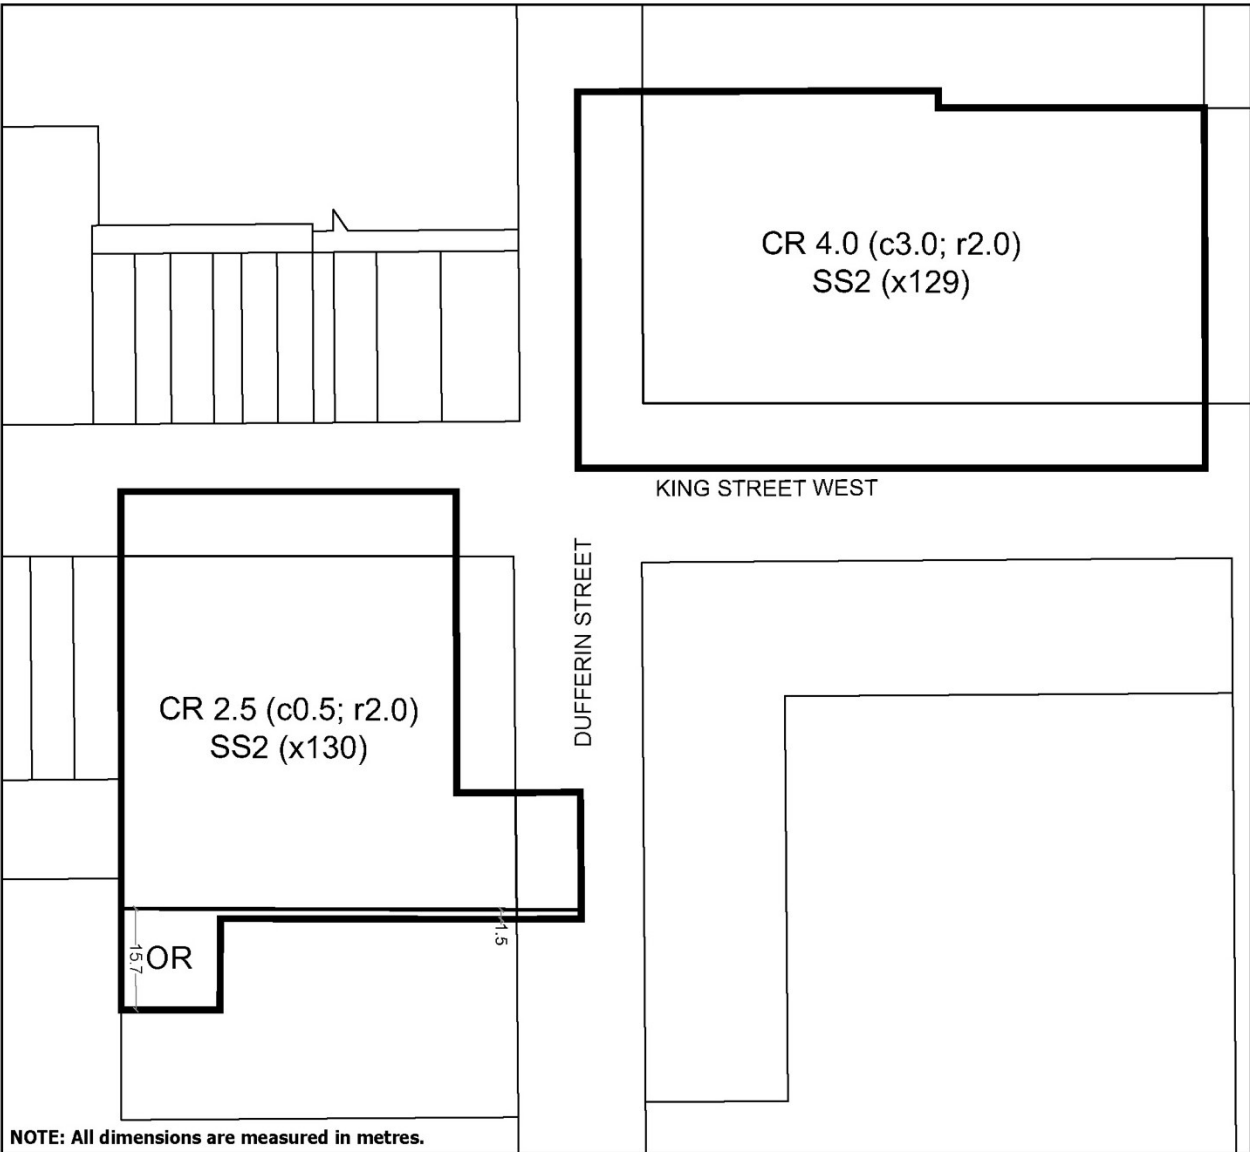 CR 4.0 (c3.0; r2.0)
SS2 (x129)
KING STREET WEST
DUFFERIN STREET
CR 2.5 (c0.5; r2.0)
SS2 (x130)
1.5
15.7
OR
NOTE: All dimensions are measured in metres.